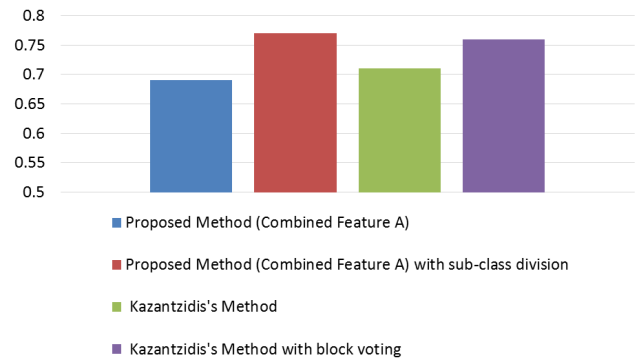 0.8
0.75
0.7
0.65
0.6
0.55
0.5
Proposed Method (Combined Feature A)
Proposed Method (Combined Feature A) with sub-class division
Kazantzidis's Method
Kazantzidis's Method with block voting